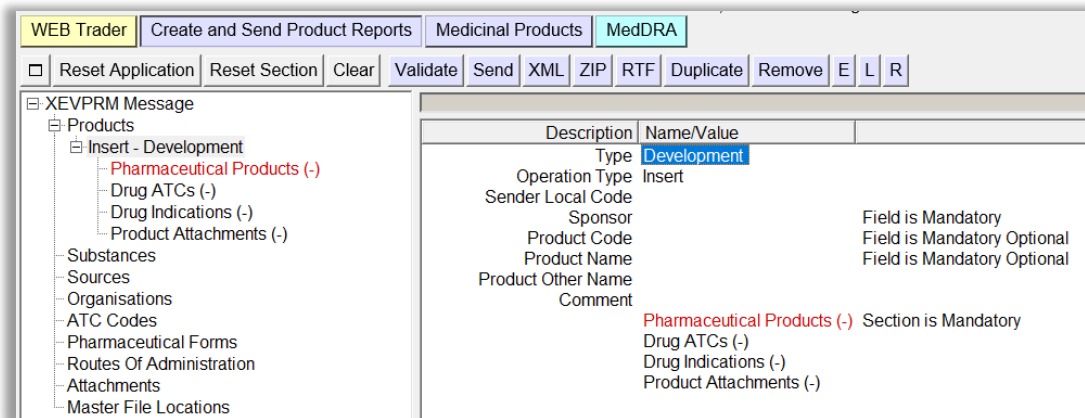 WEB Trader Create and Send Product Reports Medicinal Products MedDRA
Reset Application Reset Section Clear Validate Send XML ZIP RTF Duplicate Remove E L R
XEVPRM Message
Products
Insert - Development
Pharmaceutical Products (-)
Drug ATCs (-)
Drug Indications (-)
Product Attachments (-)
Substances
Sources
Organisations
ATC Codes
Pharmaceutical Forms
Routes Of Administration
Attachments
Master File Locations
Description Name/Value
Type Development
Operation Type Insert
Sender Local Code
Sponsor Field is Mandatory
Product Code Field is Mandatory Optional
Product Name Field is Mandatory Optional
Product Other Name
Comment
Pharmaceutical Products (-) Section is Mandatory
Drug ATCs (-)
Drug Indications (-)
Product Attachments (-)